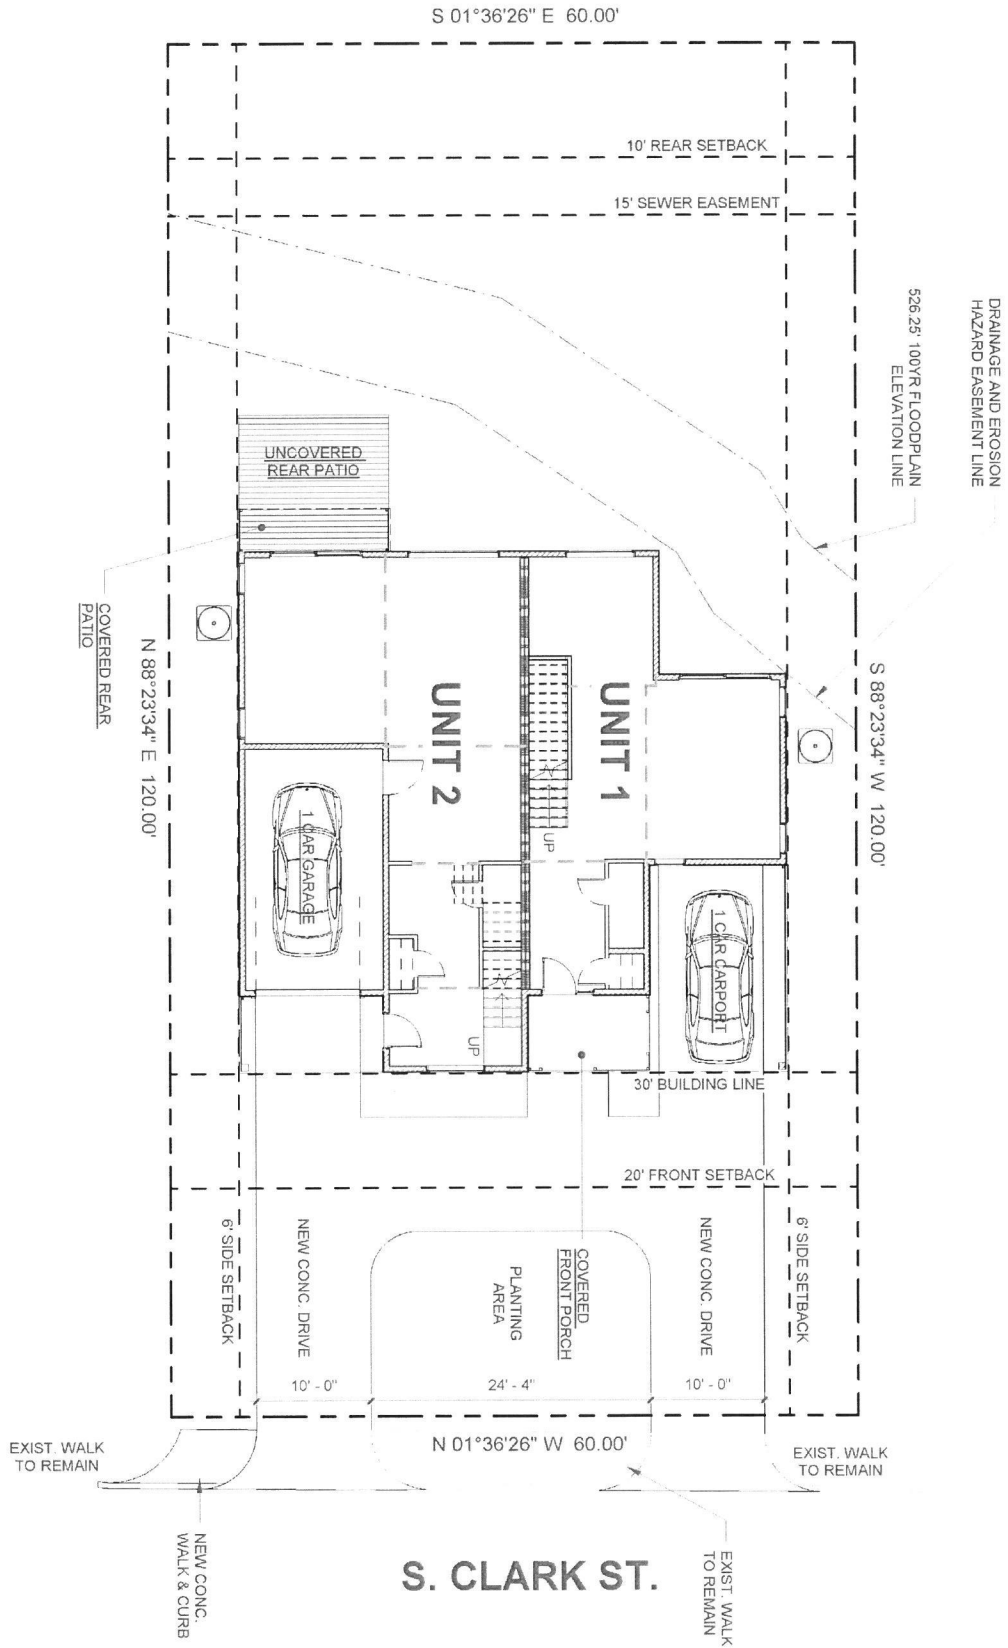 S 01°36'26" E 60.00'
10' REAR SETBACK
15' SEWER EASEMENT
DRAINAGE AND EROSION
HAZARD EASEMENT LINE
526.25' 100YR FLOODPLAIN
ELEVATION LINE
UNCOVERED
REAR PATIO
COVERED REAR
PATIO
N 88°23'34" E 120.00'
S 88°23'34" W 120.00'
UNIT 2
UNIT 1
UP
1 CAR GARAGE
1 CAR CARPORT
UP
30' BUILDING LINE
20' FRONT SETBACK
6' SIDE SETBACK
NEW CONC. DRIVE
PLANTING
AREA
COVERED
FRONT PORCH
NEW CONC. DRIVE
6' SIDE SETBACK
10' - 0"
24' - 4"
10' - 0"
N 01°36'26" W 60.00'
EXIST. WALK
TO REMAIN
EXIST. WALK
TO REMAIN
NEW CONC.
WALK & CURB
EXIST. WALK
TO REMAIN
S. CLARK ST.